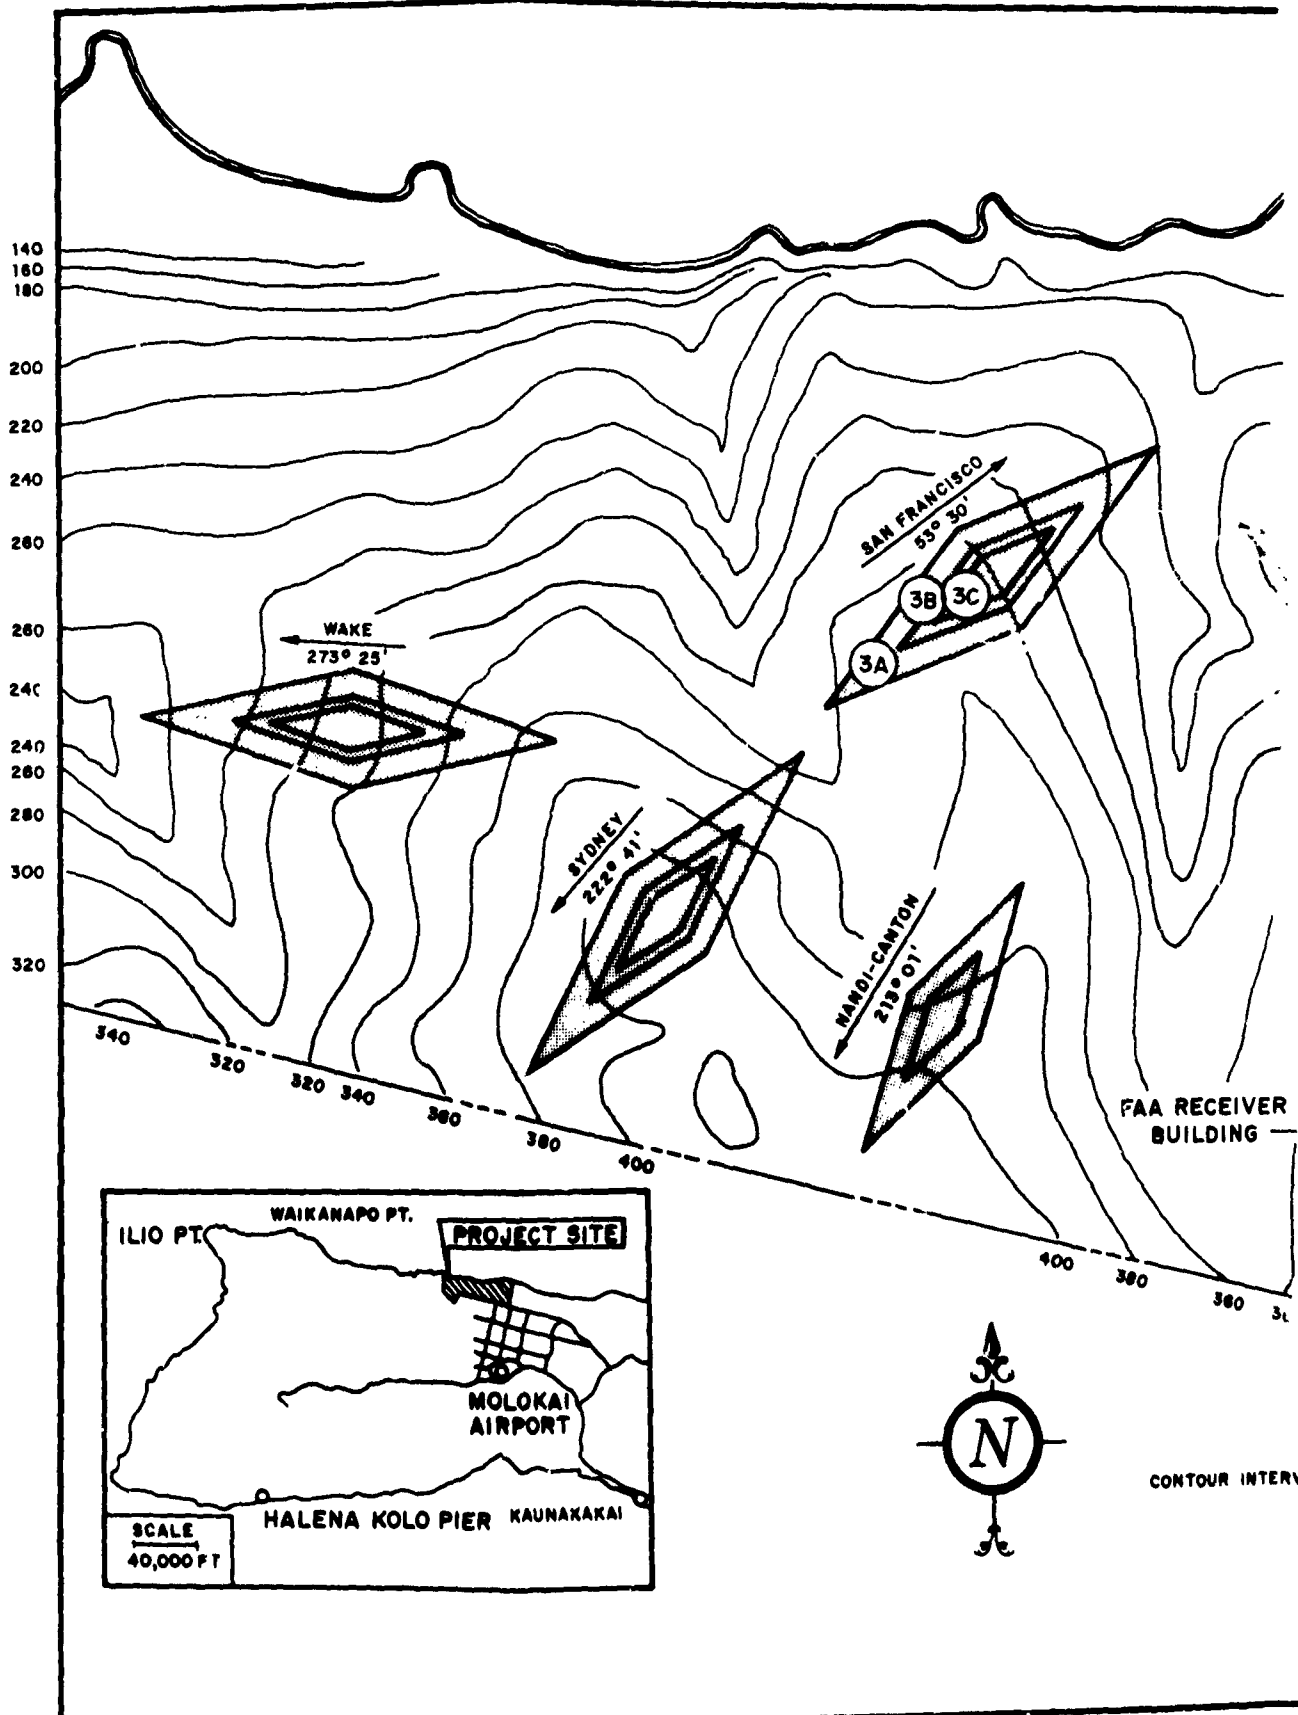 140
160
180
200
220
240
280
260
24
240
260
280
300
320
340
320
320
340
360
380
400
400
380
360
WAKE
273° 25'
SAN FRANCISCO
53° 30'
3A
3B
3C
SYDNEY
222° 41'
NANDI-CANTON
213° 01'
FAA RECEIVER
BUILDING
ILIO PT.
WAIKANAPO PT.
PROJECT SITE
MOLOKAI
AIRPORT
HALENA KOLO PIER
KAUNAKAKAI
SCALE
40,000 FT
N
CONTOUR INTERV